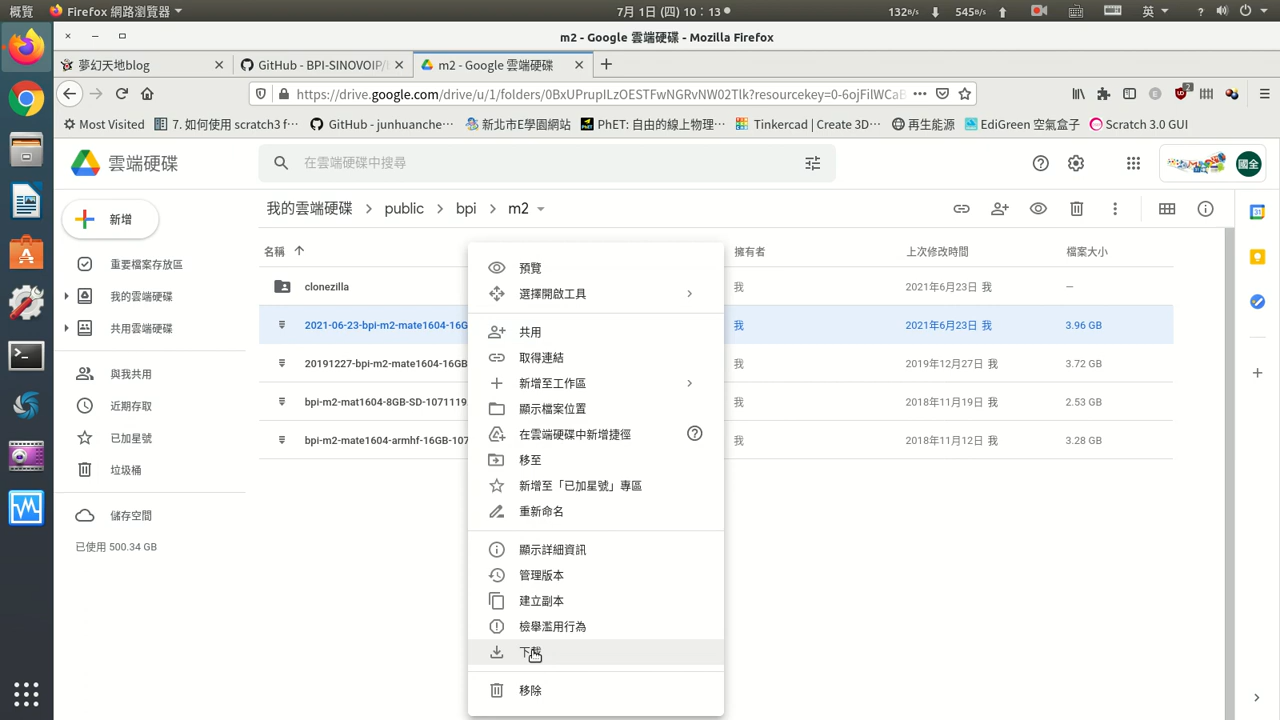 概覽 Firefox 網路瀏覽器 7月 1日 (四) 10：13 132B/s 545B/s 英
m2 - Google 雲端硬碟 - Mozilla Firefox
夢幻天地blog GitHub - BPI-SINOVOIP/ m2 - Google 雲端硬碟
https://drive.google.com/drive/u/1/folders/0BxUPrupILzOESTFwNGRvNW02Tlk?resourcekey=0-6ojFilWCaB
Most Visited 7. 如何使用 scratch3 f··· GitHub - junhuanche··· 新北市E學園網站 PhET: 自由的線上物理··· Tinkercad | Create 3D··· 再生能源 EdiGreen 空氣盒子 Scratch 3.0 GUI
雲端硬碟 在雲端硬碟中搜尋 國全
新增 我的雲端硬碟 public bpi m2
名稱 擁有者 上次修改時間 檔案大小
clonezilla 我 2021年6月23日 我 —
2021-06-23-bpi-m2-mate1604-16G 我 2021年6月23日 我 3.96 GB
20191227-bpi-m2-mate1604-16GB 我 2019年12月27日 我 3.72 GB
bpi-m2-mat1604-8GB-SD-1071119 我 2018年11月19日 我 2.53 GB
bpi-m2-mate1604-armhf-16GB-107 我 2018年11月12日 我 3.28 GB
重要檔案存放區
我的雲端硬碟
共用雲端硬碟
與我共用
近期存取
已加星號
垃圾桶
儲存空間
已使用 500.34 GB
預覽
選擇開啟工具
共用
取得連結
新增至工作區
顯示檔案位置
在雲端硬碟中新增捷徑
移至
新增至「已加星號」專區
重新命名
顯示詳細資訊
管理版本
建立副本
檢舉濫用行為
下載
移除
31